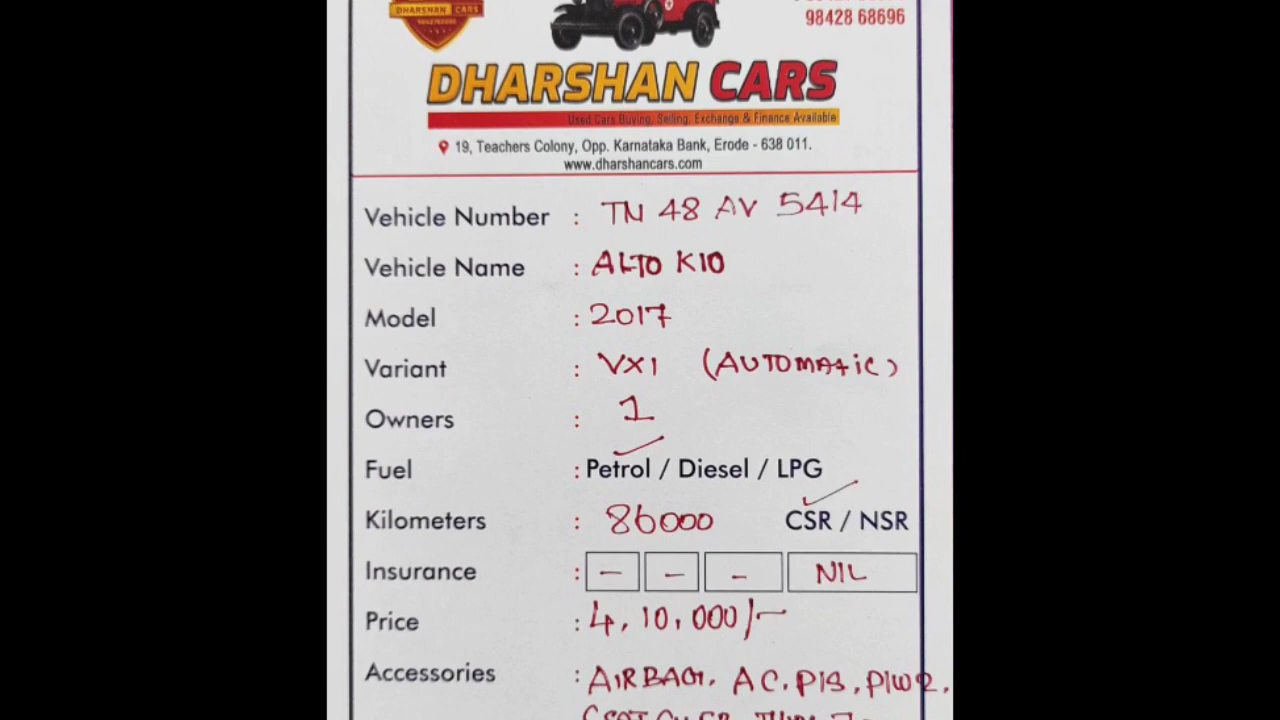 DHARSHAN CARS
98428 68696
DHARSHAN CARS
Used Cars Buying, Selling, Exchange & Finance Available
19, Teachers Colony, Opp. Karnataka Bank, Erode - 638 011.
www.dharshancars.com
Vehicle Number : TN 48 AV 5414
Vehicle Name : ALTO K10
Model : 2017
Variant : VXI (AUTOMATIC)
Owners : 1
Fuel : Petrol / Diesel / LPG
Kilometers : 86000 CSR / NSR
Insurance : - - - NIL
Price : 4,10,000/-
Accessories : AIRBAG, AC, P/S, P/W2,